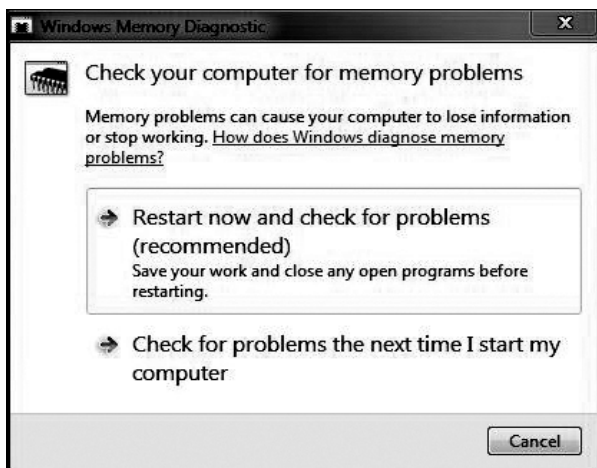 Windows Memory Diagnostic
X
Check your computer for memory problems
Memory problems can cause your computer to lose information
or stop working. How does Windows diagnose memory
problems?
Restart now and check for problems
(recommended)
Save your work and close any open programs before
restarting.
Check for problems the next time I start my
computer
Cancel